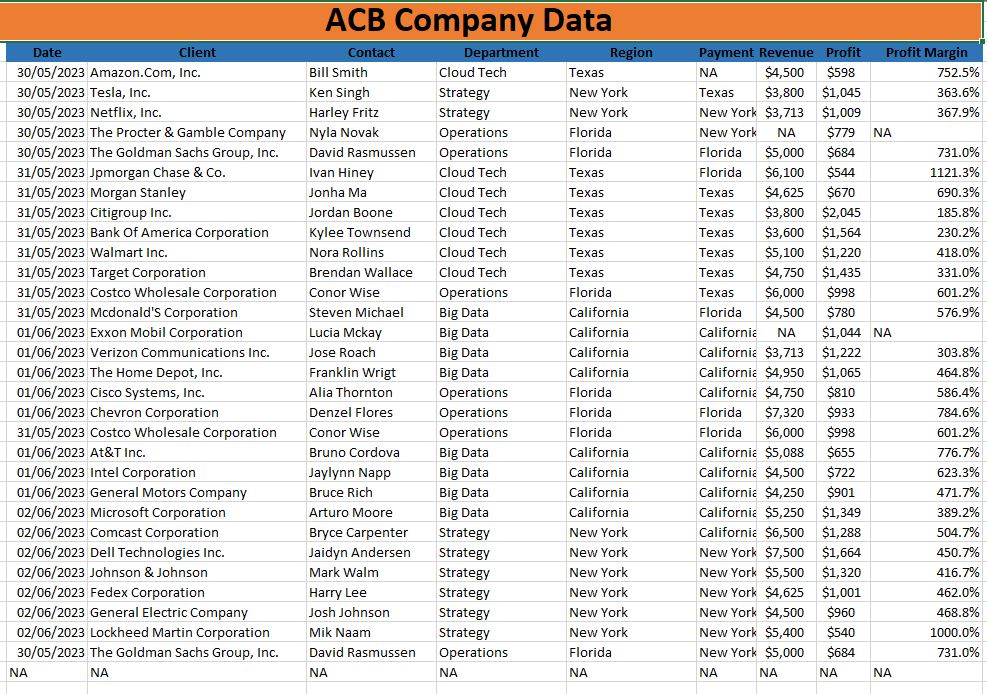 ACB Company Data
Date Client Contact Department Region Payment Revenue Profit Profit Margin
30/05/2023 Amazon.Com, Inc. Bill Smith Cloud Tech Texas NA $4,500 $598 752.5%
30/05/2023 Tesla, Inc. Ken Singh Strategy New York Texas $3,800 $1,045 363.6%
30/05/2023 Netflix, Inc. Harley Fritz Strategy New York New York $3,713 $1,009 367.9%
30/05/2023 The Procter & Gamble Company Nyla Novak Operations Florida New York NA $779 NA
30/05/2023 The Goldman Sachs Group, Inc. David Rasmussen Operations Florida Florida $5,000 $684 731.0%
31/05/2023 Jpmorgan Chase & Co. Ivan Hiney Cloud Tech Texas Florida $6,100 $544 1121.3%
31/05/2023 Morgan Stanley Jonha Ma Cloud Tech Texas Texas $4,625 $670 690.3%
31/05/2023 Citigroup Inc. Jordan Boone Cloud Tech Texas Texas $3,800 $2,045 185.8%
31/05/2023 Bank Of America Corporation Kylee Townsend Cloud Tech Texas Texas $3,600 $1,564 230.2%
31/05/2023 Walmart Inc. Nora Rollins Cloud Tech Texas Texas $5,100 $1,220 418.0%
31/05/2023 Target Corporation Brendan Wallace Cloud Tech Texas Texas $4,750 $1,435 331.0%
31/05/2023 Costco Wholesale Corporation Conor Wise Operations Florida Texas $6,000 $998 601.2%
31/05/2023 Mcdonald'S Corporation Steven Michael Big Data California Florida $4,500 $780 576.9%
01/06/2023 Exxon Mobil Corporation Lucia Mckay Big Data California California NA $1,044 NA
01/06/2023 Verizon Communications Inc. Jose Roach Big Data California California $3,713 $1,222 303.8%
01/06/2023 The Home Depot, Inc. Franklin Wrigt Big Data California California $4,950 $1,065 464.8%
01/06/2023 Cisco Systems, Inc. Alia Thornton Operations Florida California $4,750 $810 586.4%
01/06/2023 Chevron Corporation Denzel Flores Operations Florida Florida $7,320 $933 784.6%
31/05/2023 Costco Wholesale Corporation Conor Wise Operations Florida Florida $6,000 $998 601.2%
01/06/2023 At&T Inc. Bruno Cordova Big Data California California $5,088 $655 776.7%
01/06/2023 Intel Corporation Jaylynn Napp Big Data California California $4,500 $722 623.3%
01/06/2023 General Motors Company Bruce Rich Big Data California California $4,250 $901 471.7%
02/06/2023 Microsoft Corporation Arturo Moore Big Data California California $5,250 $1,349 389.2%
02/06/2023 Comcast Corporation Bryce Carpenter Strategy New York California $6,500 $1,288 504.7%
02/06/2023 Dell Technologies Inc. Jaidyn Andersen Strategy New York New York $7,500 $1,664 450.7%
02/06/2023 Johnson & Johnson Mark Walm Strategy New York New York $5,500 $1,320 416.7%
02/06/2023 Fedex Corporation Harry Lee Strategy New York New York $4,625 $1,001 462.0%
02/06/2023 General Electric Company Josh Johnson Strategy New York New York $4,500 $960 468.8%
02/06/2023 Lockheed Martin Corporation Mik Naam Strategy New York New York $5,400 $540 1000.0%
30/05/2023 The Goldman Sachs Group, Inc. David Rasmussen Operations Florida New York $5,000 $684 731.0%
NA NA NA NA NA NA NA NA NA